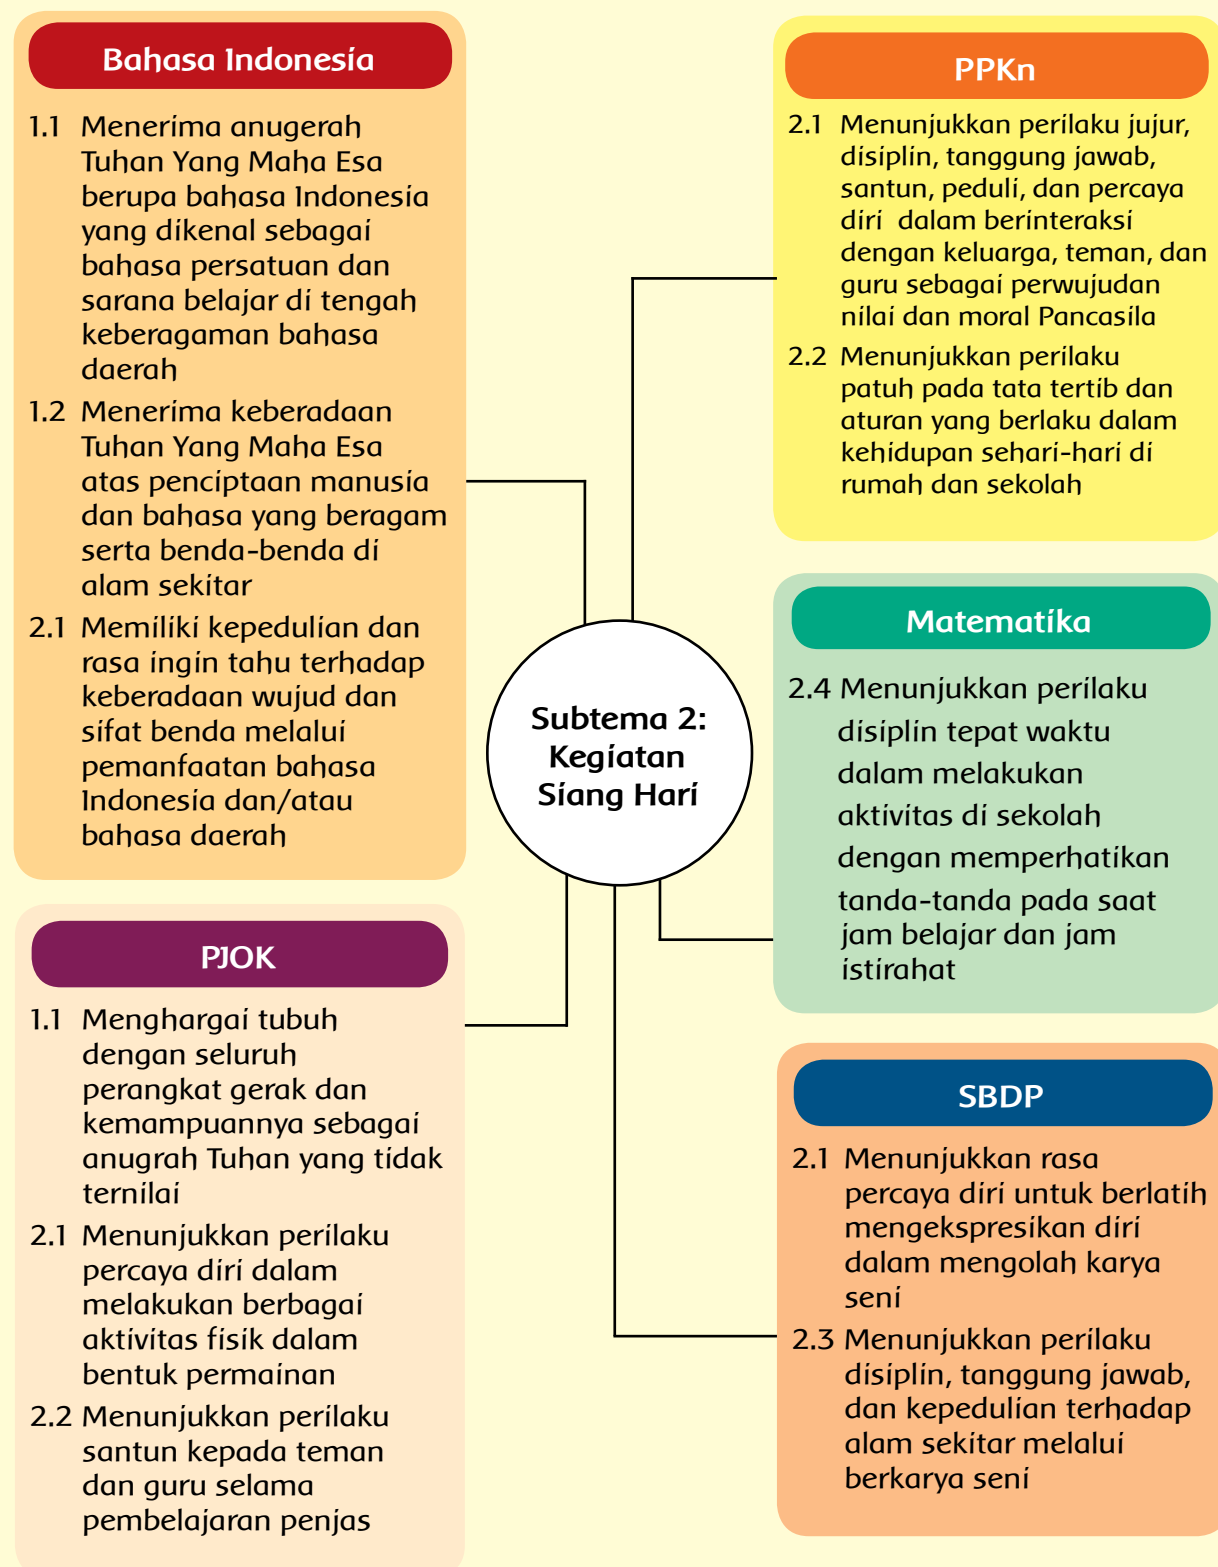 Bahasa Indonesia
1.1 Menerima anugerah
Tuhan Yang Maha Esa
berupa bahasa Indonesia
yang dikenal sebagai
bahasa persatuan dan
sarana belajar di tengah
keberagaman bahasa
daerah
1.2 Menerima keberadaan
Tuhan Yang Maha Esa
atas penciptaan manusia
dan bahasa yang beragam
serta benda-benda di
alam sekitar
2.1 Memiliki kepedulian dan
rasa ingin tahu terhadap
keberadaan wujud dan
sifat benda melalui
pemanfaatan bahasa
Indonesia dan/atau
bahasa daerah
PPKn
2.1 Menunjukkan perilaku jujur,
disiplin, tanggung jawab,
santun, peduli, dan percaya
diri dalam berinteraksi
dengan keluarga, teman, dan
guru sebagai perwujudan
nilai dan moral Pancasila
2.2 Menunjukkan perilaku
patuh pada tata tertib dan
aturan yang berlaku dalam
kehidupan sehari-hari di
rumah dan sekolah
Subtema 2:
Kegiatan
Siang Hari
Matematika
2.4 Menunjukkan perilaku
disiplin tepat waktu
dalam melakukan
aktivitas di sekolah
dengan memperhatikan
tanda-tanda pada saat
jam belajar dan jam
istirahat
PJOK
1.1 Menghargai tubuh
dengan seluruh
perangkat gerak dan
kemampuannya sebagai
anugrah Tuhan yang tidak
ternilai
2.1 Menunjukkan perilaku
percaya diri dalam
melakukan berbagai
aktivitas fisik dalam
bentuk permainan
2.2 Menunjukkan perilaku
santun kepada teman
dan guru selama
pembelajaran penjas
SBDP
2.1 Menunjukkan rasa
percaya diri untuk berlatih
mengekspresikan diri
dalam mengolah karya
seni
2.3 Menunjukkan perilaku
disiplin, tanggung jawab,
dan kepedulian terhadap
alam sekitar melalui
berkarya seni